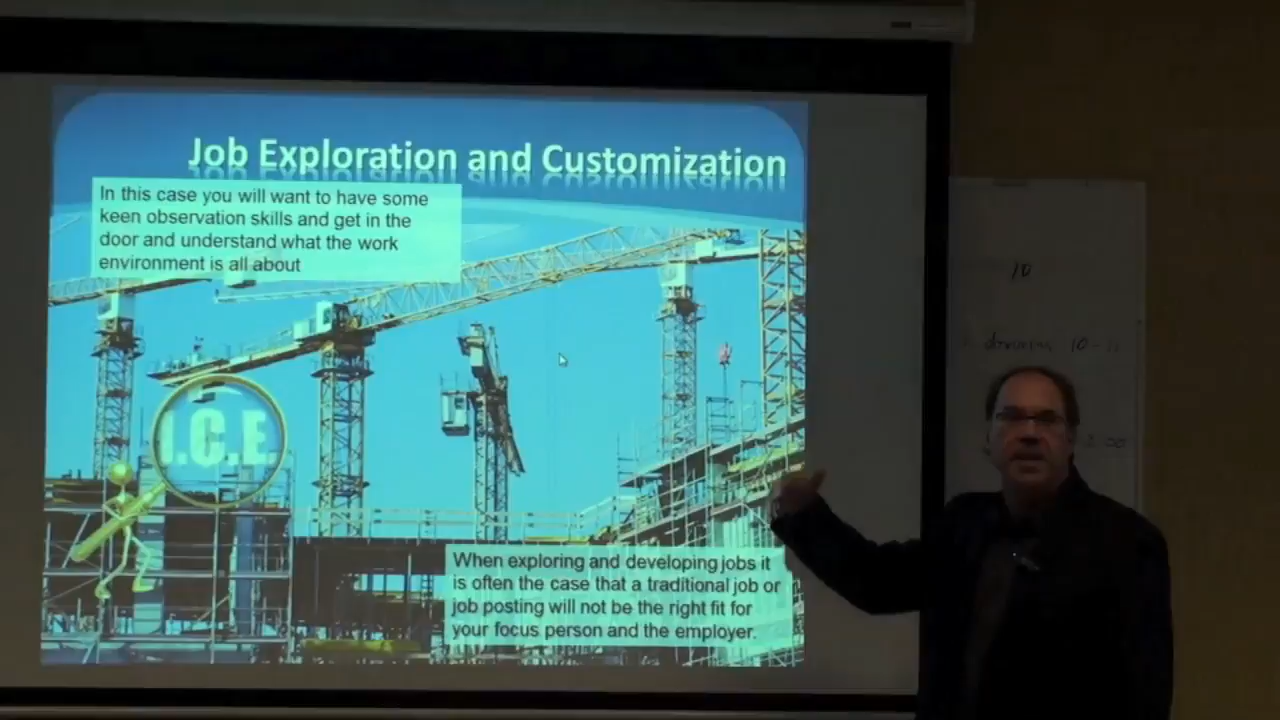 Job Exploration and Customization
In this case you will want to have some
keen observation skills and get in the
door and understand what the work
environment is all about
I.C.E.
When exploring and developing jobs it
is often the case that a traditional job or
job posting will not be the right fit for
your focus person and the employer.
10